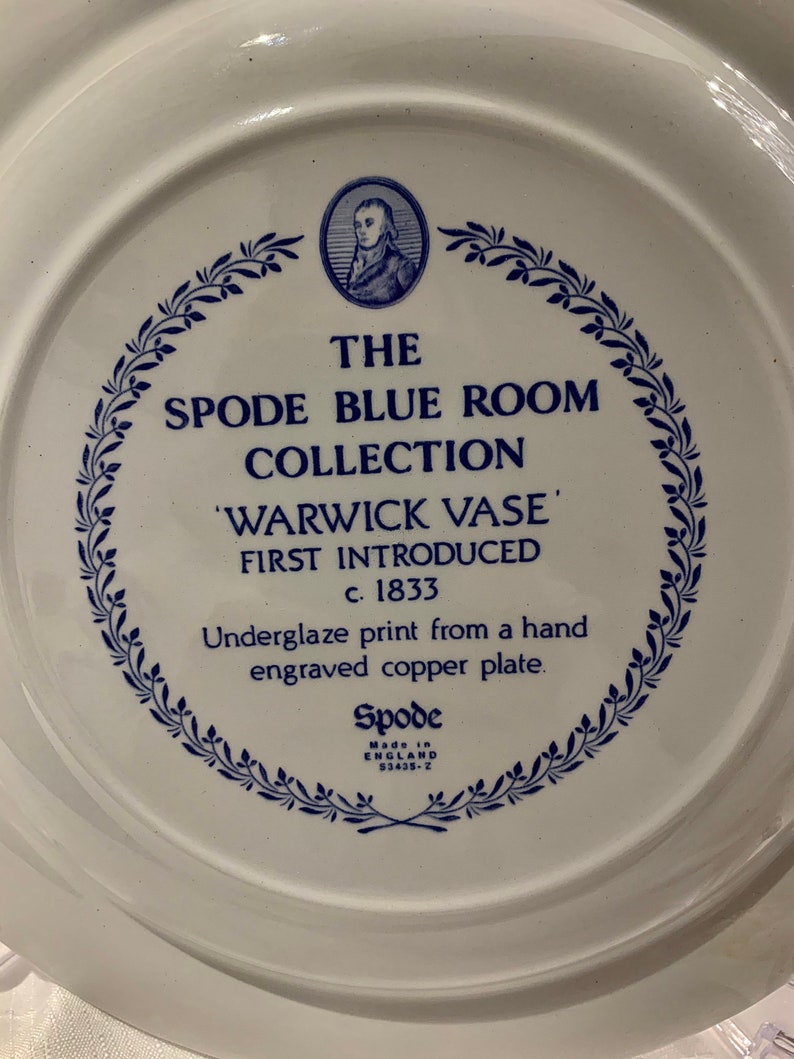 THE
SPODE BLUE ROOM
COLLECTION
'WARWICK VASE'
FIRST INTRODUCED
c. 1833
Underglaze print from a hand
engraved copper plate.
Spode
Made in
ENGLAND
S3435-Z